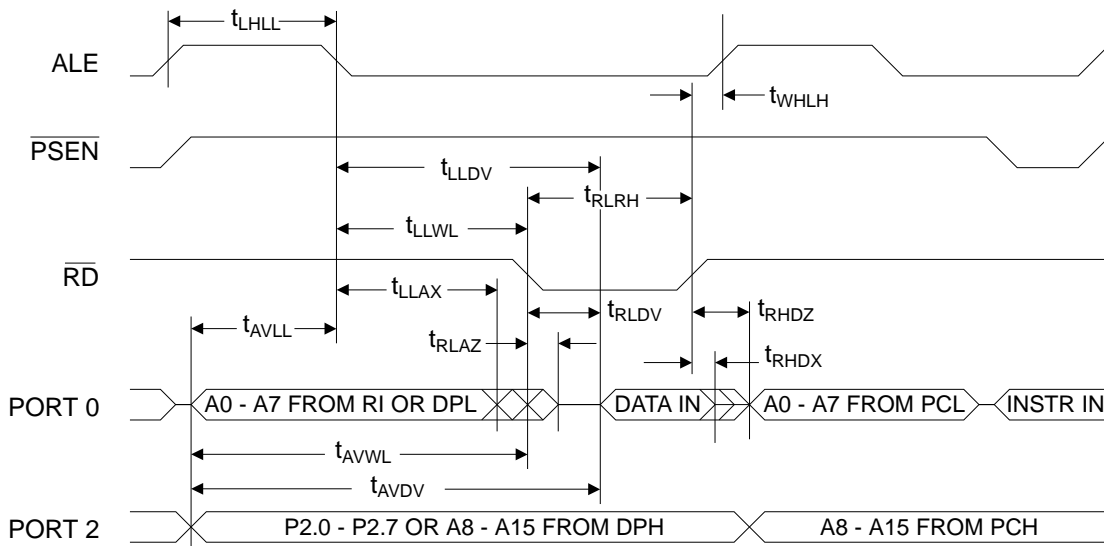 tLHLL
ALE
tWHLH
PSEN
tLLDV
tRLRH
tLLWL
RD
tLLAX
tRLDV
tRHDZ
tAVLL
tRLAZ
tRHDX
PORT 0
A0 - A7 FROM RI OR DPL
DATA IN
A0 - A7 FROM PCL
INSTR IN
tAVWL
tAVDV
PORT 2
P2.0 - P2.7 OR A8 - A15 FROM DPH
A8 - A15 FROM PCH